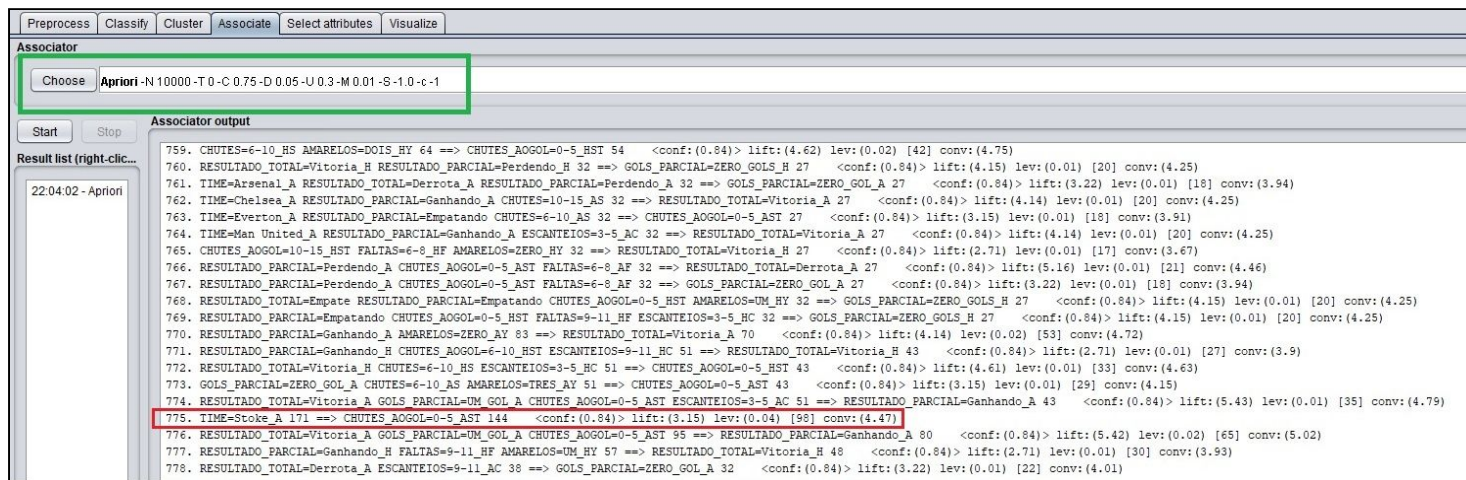 Preprocess Classify Cluster Associate Select attributes Visualize
Associator
Choose Apriori -N 10000 -T 0 -C 0.75 -D 0.05 -U 0.3 -M 0.01 -S -1.0 -c -1
Start Stop
Associator output
Result list (right-clic...
22:04:02 - Apriori
759. CHUTES=6-10_HS AMARELOS=DOIS_HY 64 ==> CHUTES_AOGOL=0-5_HST 54 <conf:(0.84)> lift:(4.62) lev:(0.02) [42] conv:(4.75)
760. RESULTADO_TOTAL=Vitoria_H RESULTADO_PARCIAL=Perdendo_H 32 ==> GOLS_PARCIAL=ZERO_GOLS_H 27 <conf:(0.84)> lift:(4.15) lev:(0.01) [20] conv:(4.25)
761. TIME=Arsenal_A RESULTADO_TOTAL=Derrota_A RESULTADO_PARCIAL=Perdendo_A 32 ==> GOLS_PARCIAL=ZERO_GOL_A 27 <conf:(0.84)> lift:(3.22) lev:(0.01) [18] conv:(3.94)
762. TIME=Chelsea_A RESULTADO_PARCIAL=Ganhando_A CHUTES=10-15_AS 32 ==> RESULTADO_TOTAL=Vitoria_A 27 <conf:(0.84)> lift:(4.14) lev:(0.01) [20] conv:(4.25)
763. TIME=Everton_A RESULTADO_PARCIAL=Empatando CHUTES=6-10_AS 32 ==> CHUTES_AOGOL=0-5_AST 27 <conf:(0.84)> lift:(3.15) lev:(0.01) [18] conv:(3.91)
764. TIME=Man United_A RESULTADO_PARCIAL=Ganhando_A ESCANTEIOS=3-5_AC 32 ==> RESULTADO_TOTAL=Vitoria_A 27 <conf:(0.84)> lift:(4.14) lev:(0.01) [20] conv:(4.25)
765. CHUTES_AOGOL=10-15_HST FALTAS=6-8_HF AMARELOS=ZERO_HY 32 ==> RESULTADO_TOTAL=Vitoria_H 27 <conf:(0.84)> lift:(2.71) lev:(0.01) [17] conv:(3.67)
766. RESULTADO_PARCIAL=Perdendo_A CHUTES_AOGOL=0-5_AST FALTAS=6-8_AF 32 ==> RESULTADO_TOTAL=Derrota_A 27 <conf:(0.84)> lift:(5.16) lev:(0.01) [21] conv:(4.46)
767. RESULTADO_PARCIAL=Perdendo_A CHUTES_AOGOL=0-5_AST FALTAS=6-8_AF 32 ==> GOLS_PARCIAL=ZERO_GOL_A 27 <conf:(0.84)> lift:(3.22) lev:(0.01) [18] conv:(3.94)
768. RESULTADO_TOTAL=Empate RESULTADO_PARCIAL=Empatando CHUTES_AOGOL=0-5_HST AMARELOS=UM_HY 32 ==> GOLS_PARCIAL=ZERO_GOLS_H 27 <conf:(0.84)> lift:(4.15) lev:(0.01) [20] conv:(4.25)
769. RESULTADO_PARCIAL=Empatando CHUTES_AOGOL=0-5_HST FALTAS=9-11_HF ESCANTEIOS=3-5_HC 32 ==> GOLS_PARCIAL=ZERO_GOLS_H 27 <conf:(0.84)> lift:(4.15) lev:(0.01) [20] conv:(4.25)
770. RESULTADO_PARCIAL=Ganhando_A AMARELOS=ZERO_AY 83 ==> RESULTADO_TOTAL=Vitoria_A 70 <conf:(0.84)> lift:(4.14) lev:(0.02) [53] conv:(4.72)
771. RESULTADO_PARCIAL=Ganhando_H CHUTES_AOGOL=6-10_HST ESCANTEIOS=9-11_HC 51 ==> RESULTADO_TOTAL=Vitoria_H 43 <conf:(0.84)> lift:(2.71) lev:(0.01) [27] conv:(3.9)
772. RESULTADO_TOTAL=Vitoria_H CHUTES=6-10_HS ESCANTEIOS=3-5_HC 51 ==> CHUTES_AOGOL=0-5_HST 43 <conf:(0.84)> lift:(4.61) lev:(0.01) [33] conv:(4.63)
773. GOLS_PARCIAL=ZERO_GOL_A CHUTES=6-10_AS AMARELOS=TRES_AY 51 ==> CHUTES_AOGOL=0-5_AST 43 <conf:(0.84)> lift:(3.15) lev:(0.01) [29] conv:(4.15)
774. RESULTADO_TOTAL=Vitoria_A GOLS_PARCIAL=UM_GOL_A CHUTES_AOGOL=0-5_AST ESCANTEIOS=3-5_AC 51 ==> RESULTADO_PARCIAL=Ganhando_A 43 <conf:(0.84)> lift:(5.43) lev:(0.01) [35] conv:(4.79)
775. TIME=Stoke_A 171 ==> CHUTES_AOGOL=0-5_AST 144 <conf:(0.84)> lift:(3.15) lev:(0.04) [98] conv:(4.47)
776. RESULTADO_TOTAL=Vitoria_A GOLS_PARCIAL=UM_GOL_A CHUTES_AOGOL=0-5_AST 95 ==> RESULTADO_PARCIAL=Ganhando_A 80 <conf:(0.84)> lift:(5.42) lev:(0.02) [65] conv:(5.02)
777. RESULTADO_PARCIAL=Ganhando_H FALTAS=9-11_HF AMARELOS=UM_HY 57 ==> RESULTADO_TOTAL=Vitoria_H 48 <conf:(0.84)> lift:(2.71) lev:(0.01) [30] conv:(3.93)
778. RESULTADO_TOTAL=Derrota_A ESCANTEIOS=9-11_AC 38 ==> GOLS_PARCIAL=ZERO_GOL_A 32 <conf:(0.84)> lift:(3.22) lev:(0.01) [22] conv:(4.01)